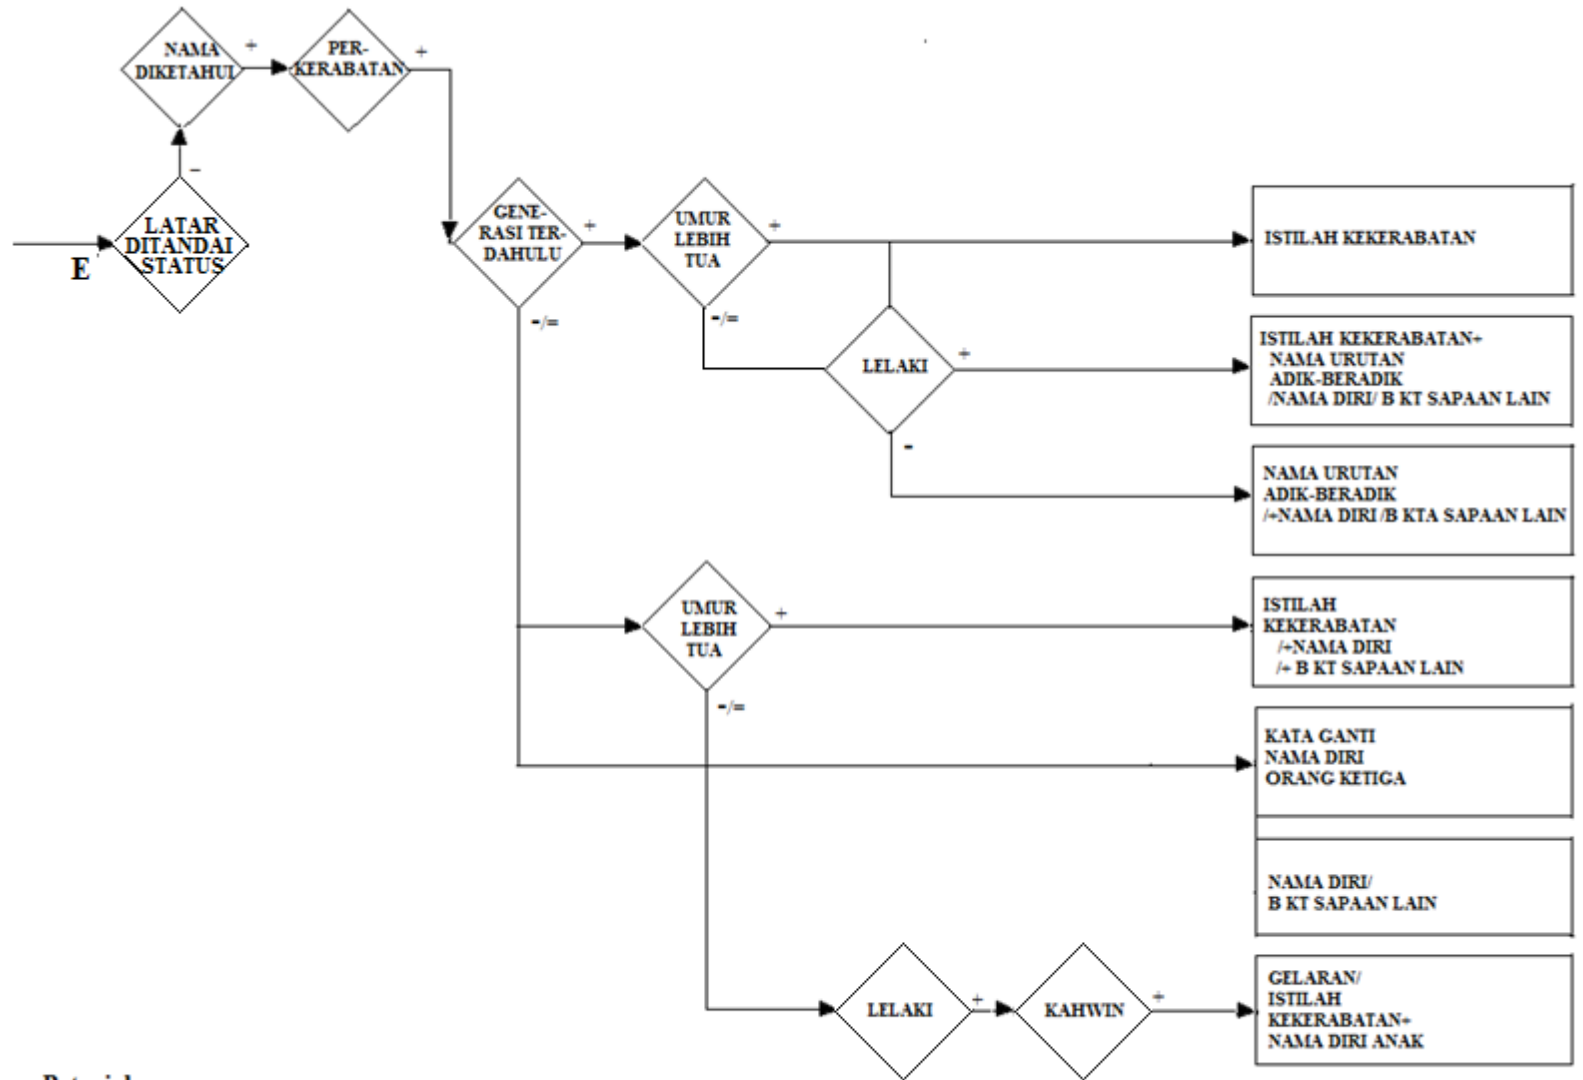 NAMA
DIKETAHUI
+
PER-
KERABATAN
+
-
LATAR
DITANDAI
STATUS
E
GENE-
RASI TER-
DAHULU
+
-/=
UMUR
LEBIH
TUA
+
-/=
ISTILAH KEKERABATAN
LELAKI
+
-
ISTILAH KEKERABATAN+
NAMA URUTAN
ADIK-BERADIK
/NAMA DIRI/ B KT SAPAAN LAIN
NAMA URUTAN
ADIK-BERADIK
/+NAMA DIRI /B KTA SAPAAN LAIN
UMUR
LEBIH
TUA
+
-/=
ISTILAH
KEKERABATAN
/+NAMA DIRI
/+ B KT SAPAAN LAIN
KATA GANTI
NAMA DIRI
ORANG KETIGA
NAMA DIRI/
B KT SAPAAN LAIN
LELAKI
+
KAHWIN
+
GELARAN/
ISTILAH
KEKERABATAN+
NAMA DIRI ANAK